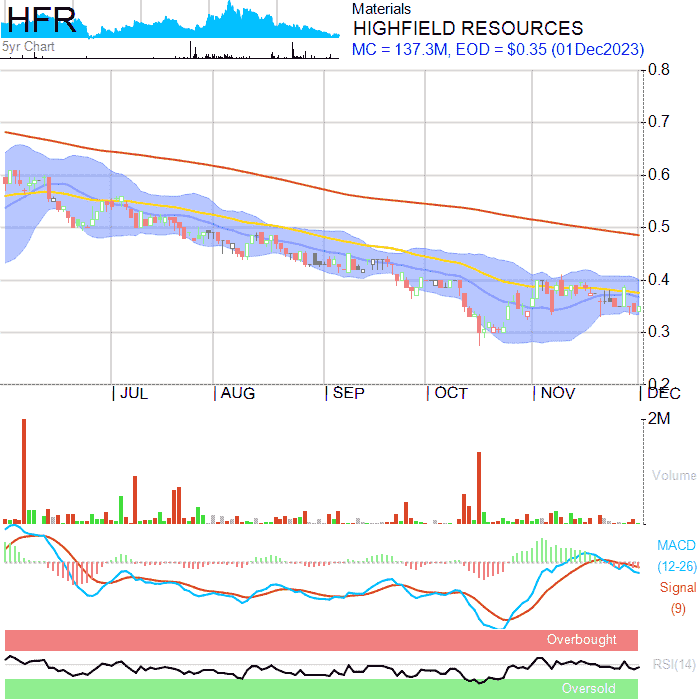 HFR
5yr Chart
Materials
HIGHFIELD RESOURCES
MC = 137.3M, EOD = $0.35 (01Dec2023)
0.8
0.7
0.6
0.5
0.4
0.3
0.2
JUL
AUG
SEP
OCT
NOV
DEC
2M
Volume
MACD
(12-26)
Signal
(9)
Overbought
RSI(14)
Oversold